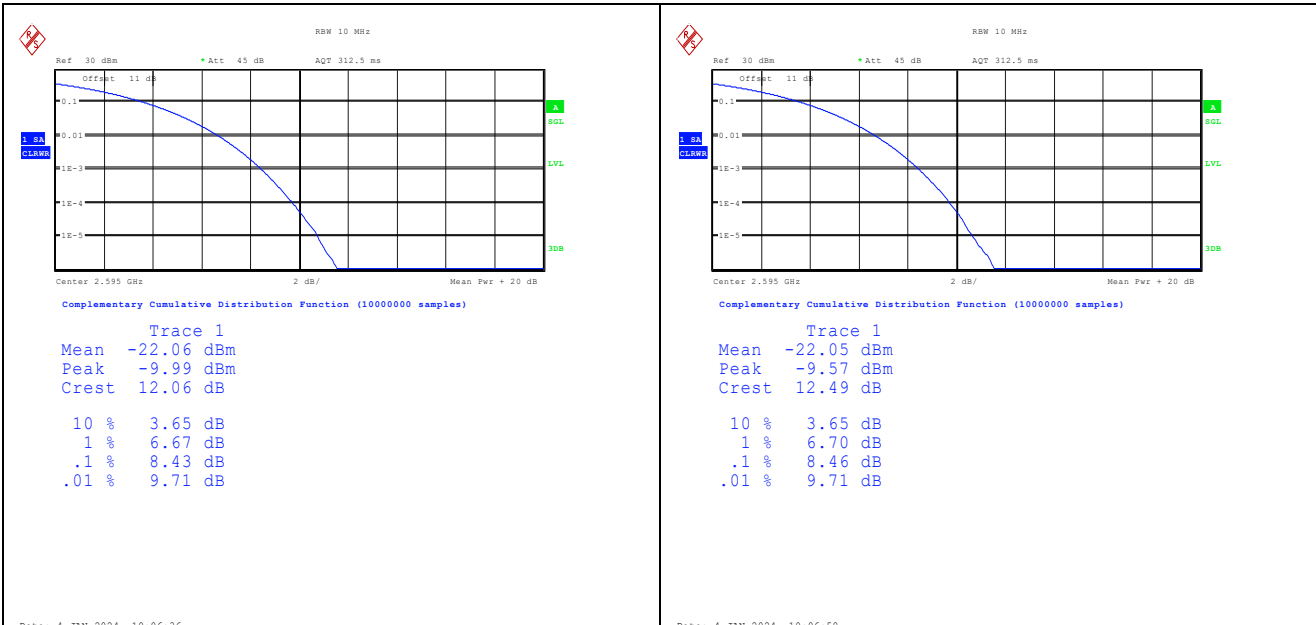 R S
RBW 10 MHz
Ref 30 dBm * Att 45 dB AQT 312.5 ms
Offset 11 dB
0.1
A
SGL
0.01
1 SA
CLRWR
LVL
1E-3
1E-4
1E-5
3DB
Center 2.595 GHz 2 dB/ Mean Pwr + 20 dB
Complementary Cumulative Distribution Function (10000000 samples)
Trace 1
Mean -22.06 dBm
Peak -9.99 dBm
Crest 12.06 dB
10 % 3.65 dB
1 % 6.67 dB
.1 % 8.43 dB
.01 % 9.71 dB
R S
RBW 10 MHz
Ref 30 dBm * Att 45 dB AQT 312.5 ms
Offset 11 dB
0.1
A
SGL
0.01
1 SA
CLRWR
LVL
1E-3
1E-4
1E-5
3DB
Center 2.595 GHz 2 dB/ Mean Pwr + 20 dB
Complementary Cumulative Distribution Function (10000000 samples)
Trace 1
Mean -22.05 dBm
Peak -9.57 dBm
Crest 12.49 dB
10 % 3.65 dB
1 % 6.70 dB
.1 % 8.46 dB
.01 % 9.71 dB